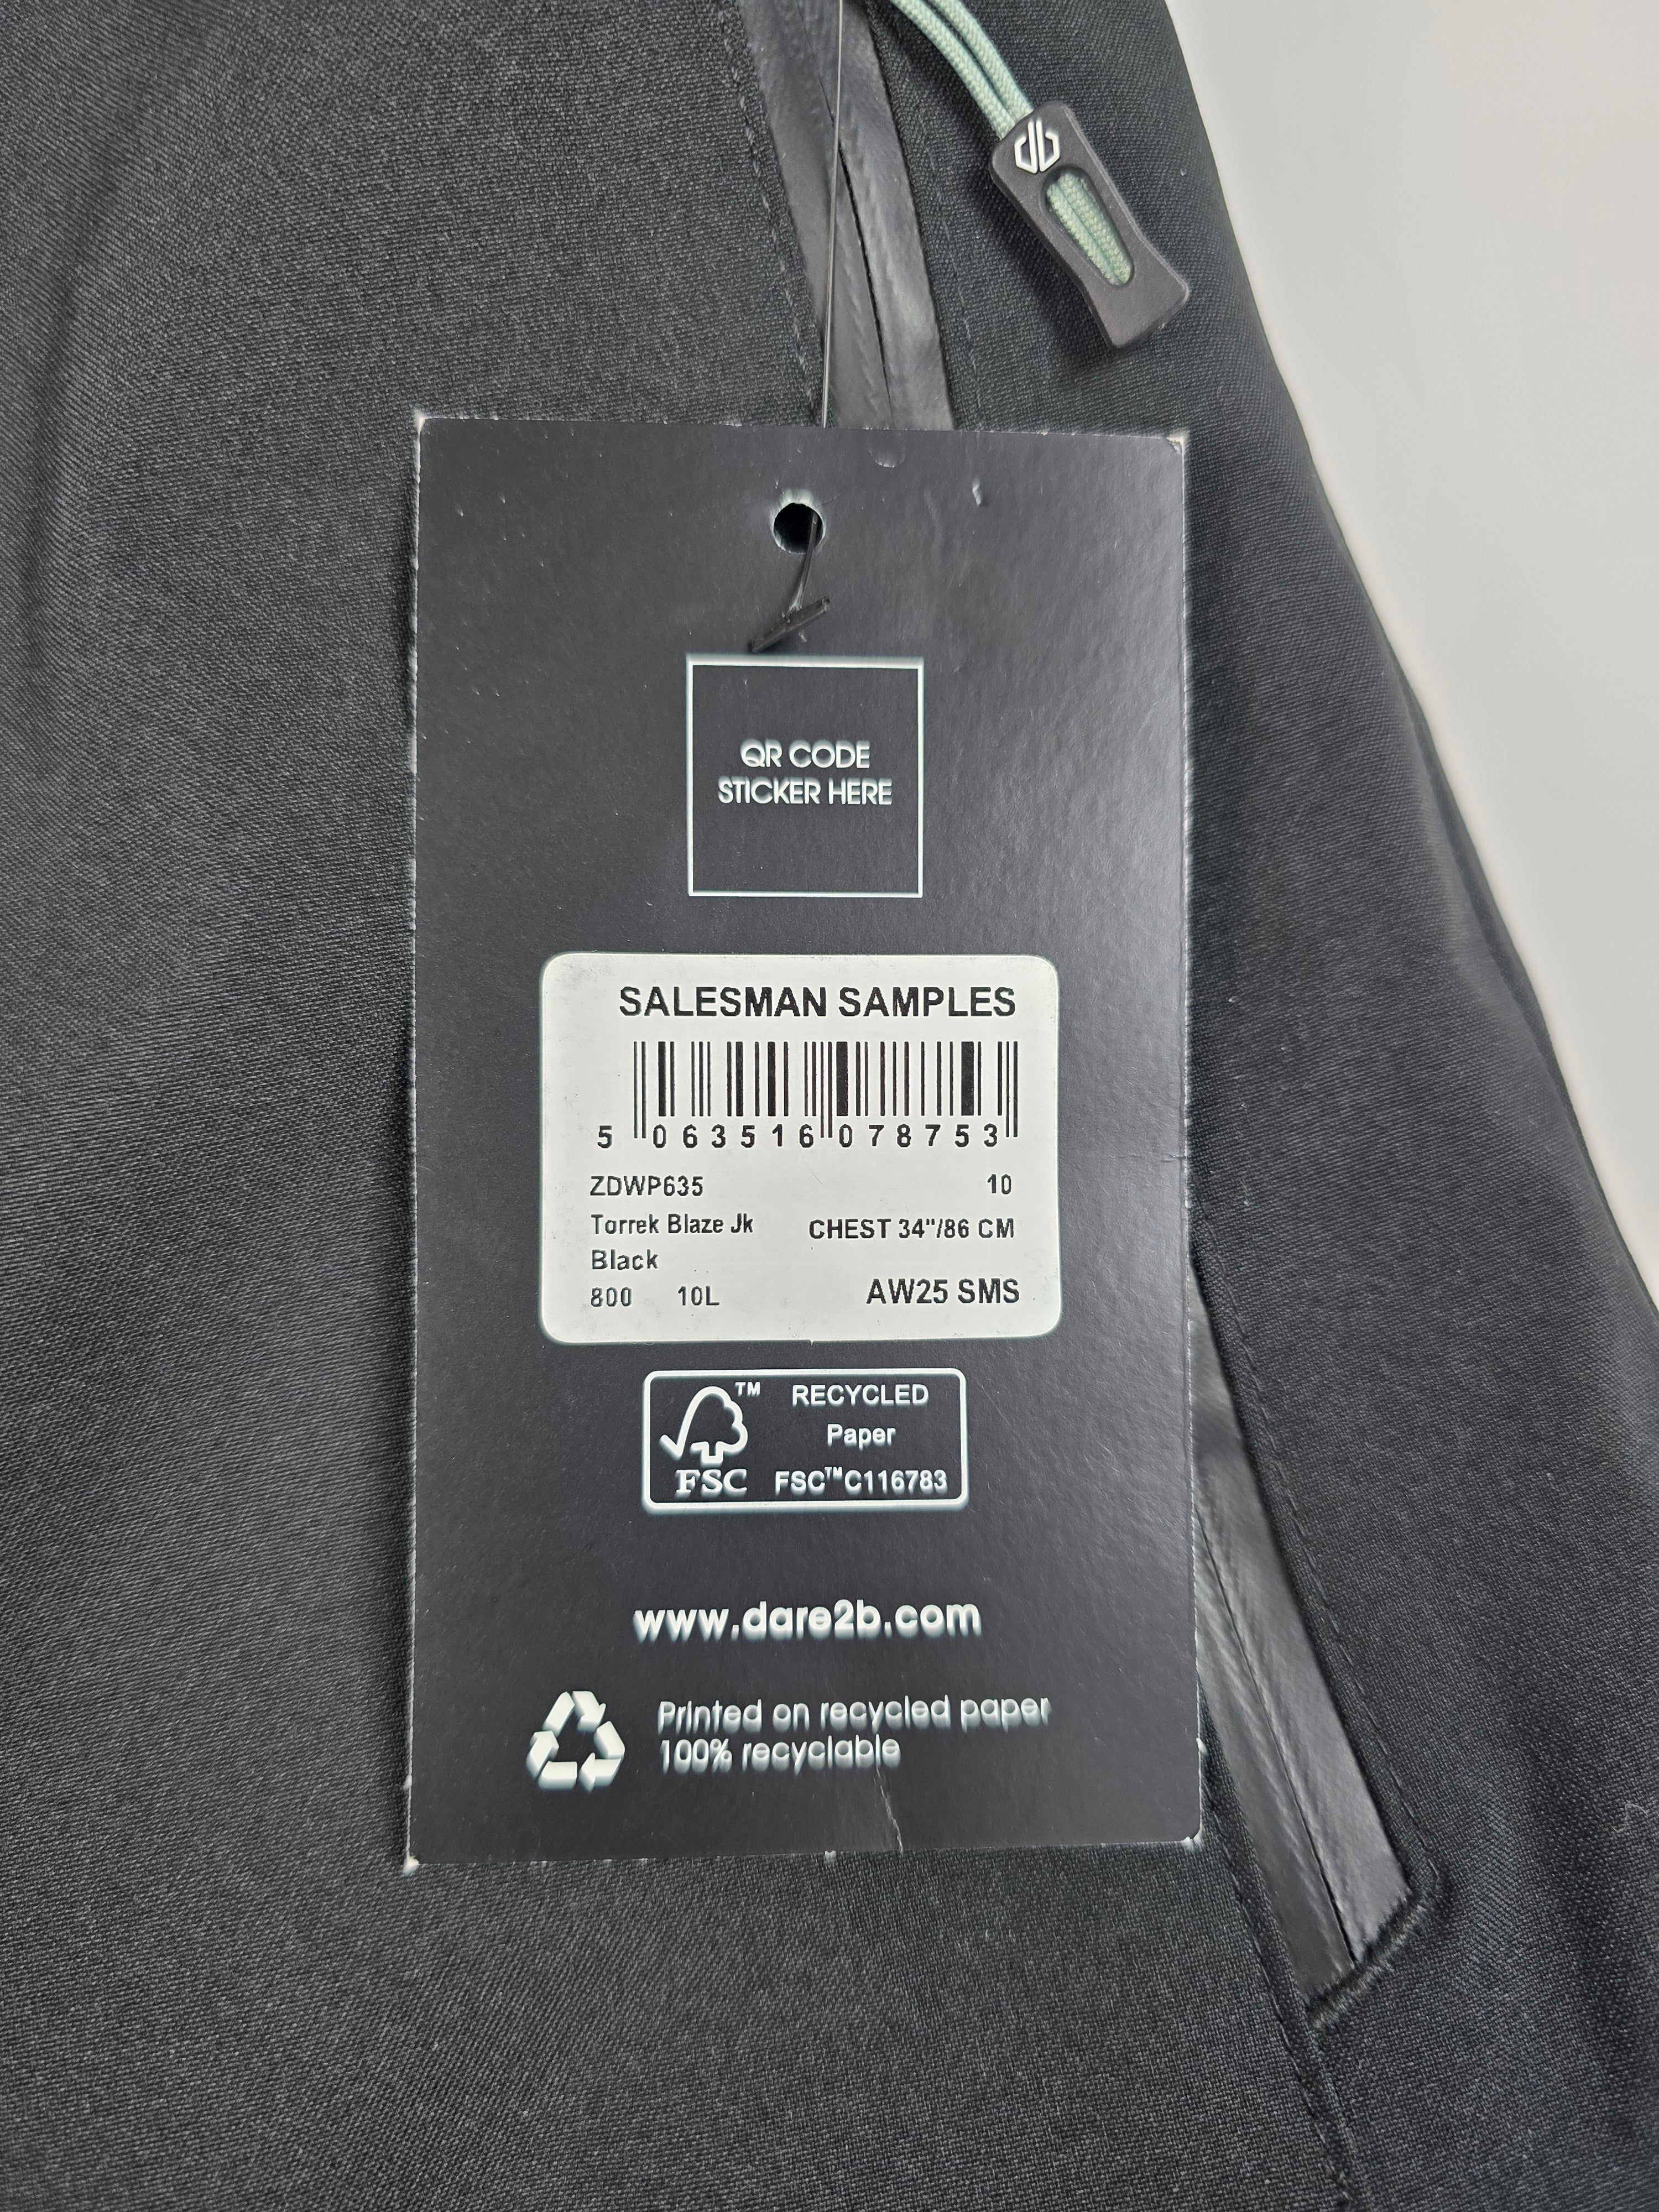 db
QR CODE
STICKER HERE
SALESMAN SAMPLES
5 063516 078753
ZDWP635 10
Torrek Blaze Jk CHEST 34"/86 CM
Black
800 10L AW25 SMS
TM RECYCLED
Paper
FSC FSC™C116783
www.dare2b.com
Printed on recycled paper
100% recyclable